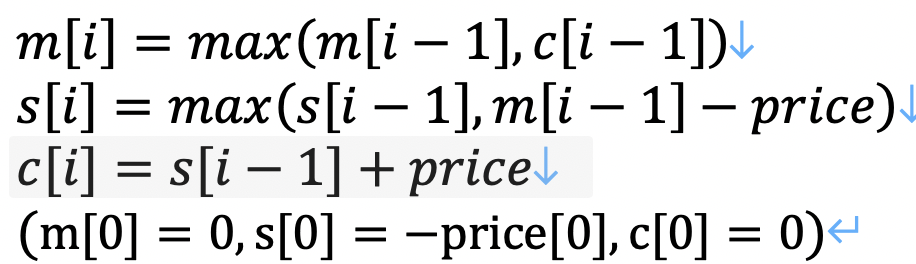 m[i] = max(m[i − 1], c[i − 1])↓
s[i] = max(s[i − 1], m[i − 1] − price)↓
c[i] = s[i − 1] + price↓
(m[0] = 0, s[0] = −price[0], c[0] = 0)↵